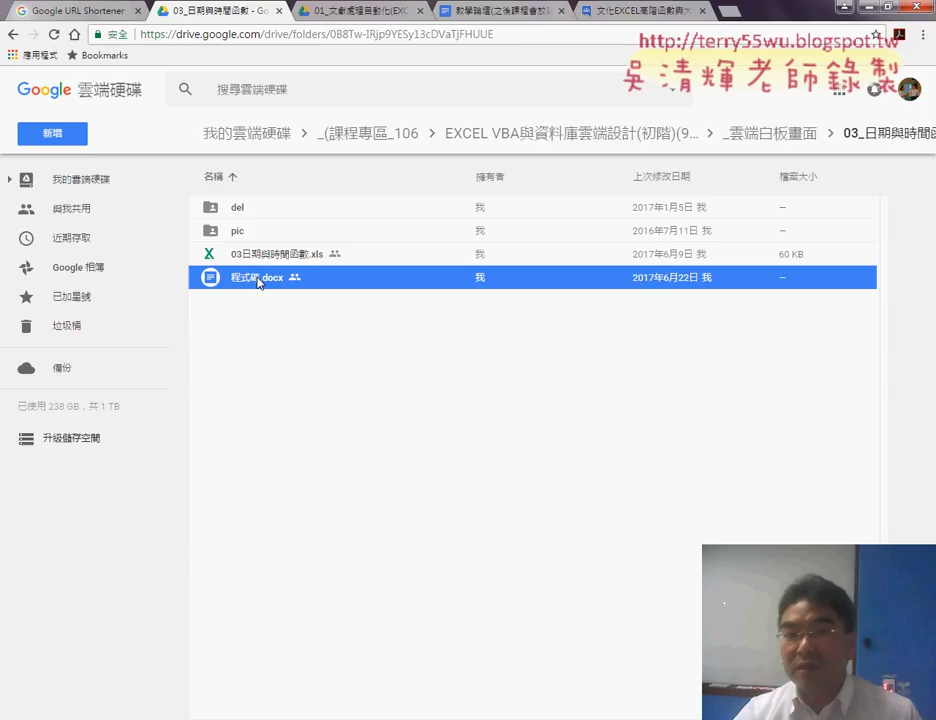 Google URL Shortener
03_日期與時間函數 - Go
01_文獻處理自動化(EXC
教學論壇(之後課程會放
文化EXCEL高階函數與大
安全
https://drive.google.com/drive/folders/0B8Tw-IRjp9YESy13cDVaTjFHUUE
應用程式
Bookmarks
http://terry55wu.blogspot.tw
吳清輝老師錄製
Google 雲端硬碟
搜尋雲端硬碟
新增
我的雲端硬碟
_(課程專區_106
EXCEL VBA與資料庫雲端設計(初階)(9...
_雲端白板畫面
03_日期與時間函
名稱
擁有者
上次修改日期
檔案大小
del
我
2017年1月5日 我
—
pic
我
2016年7月11日 我
—
03日期與時間函數.xls
我
2017年6月9日 我
60 KB
程式碼.docx
我
2017年6月22日 我
—
我的雲端硬碟
與我共用
近期存取
Google 相簿
已加星號
垃圾桶
備份
已使用 238 GB，共 1 TB
升級儲存空間